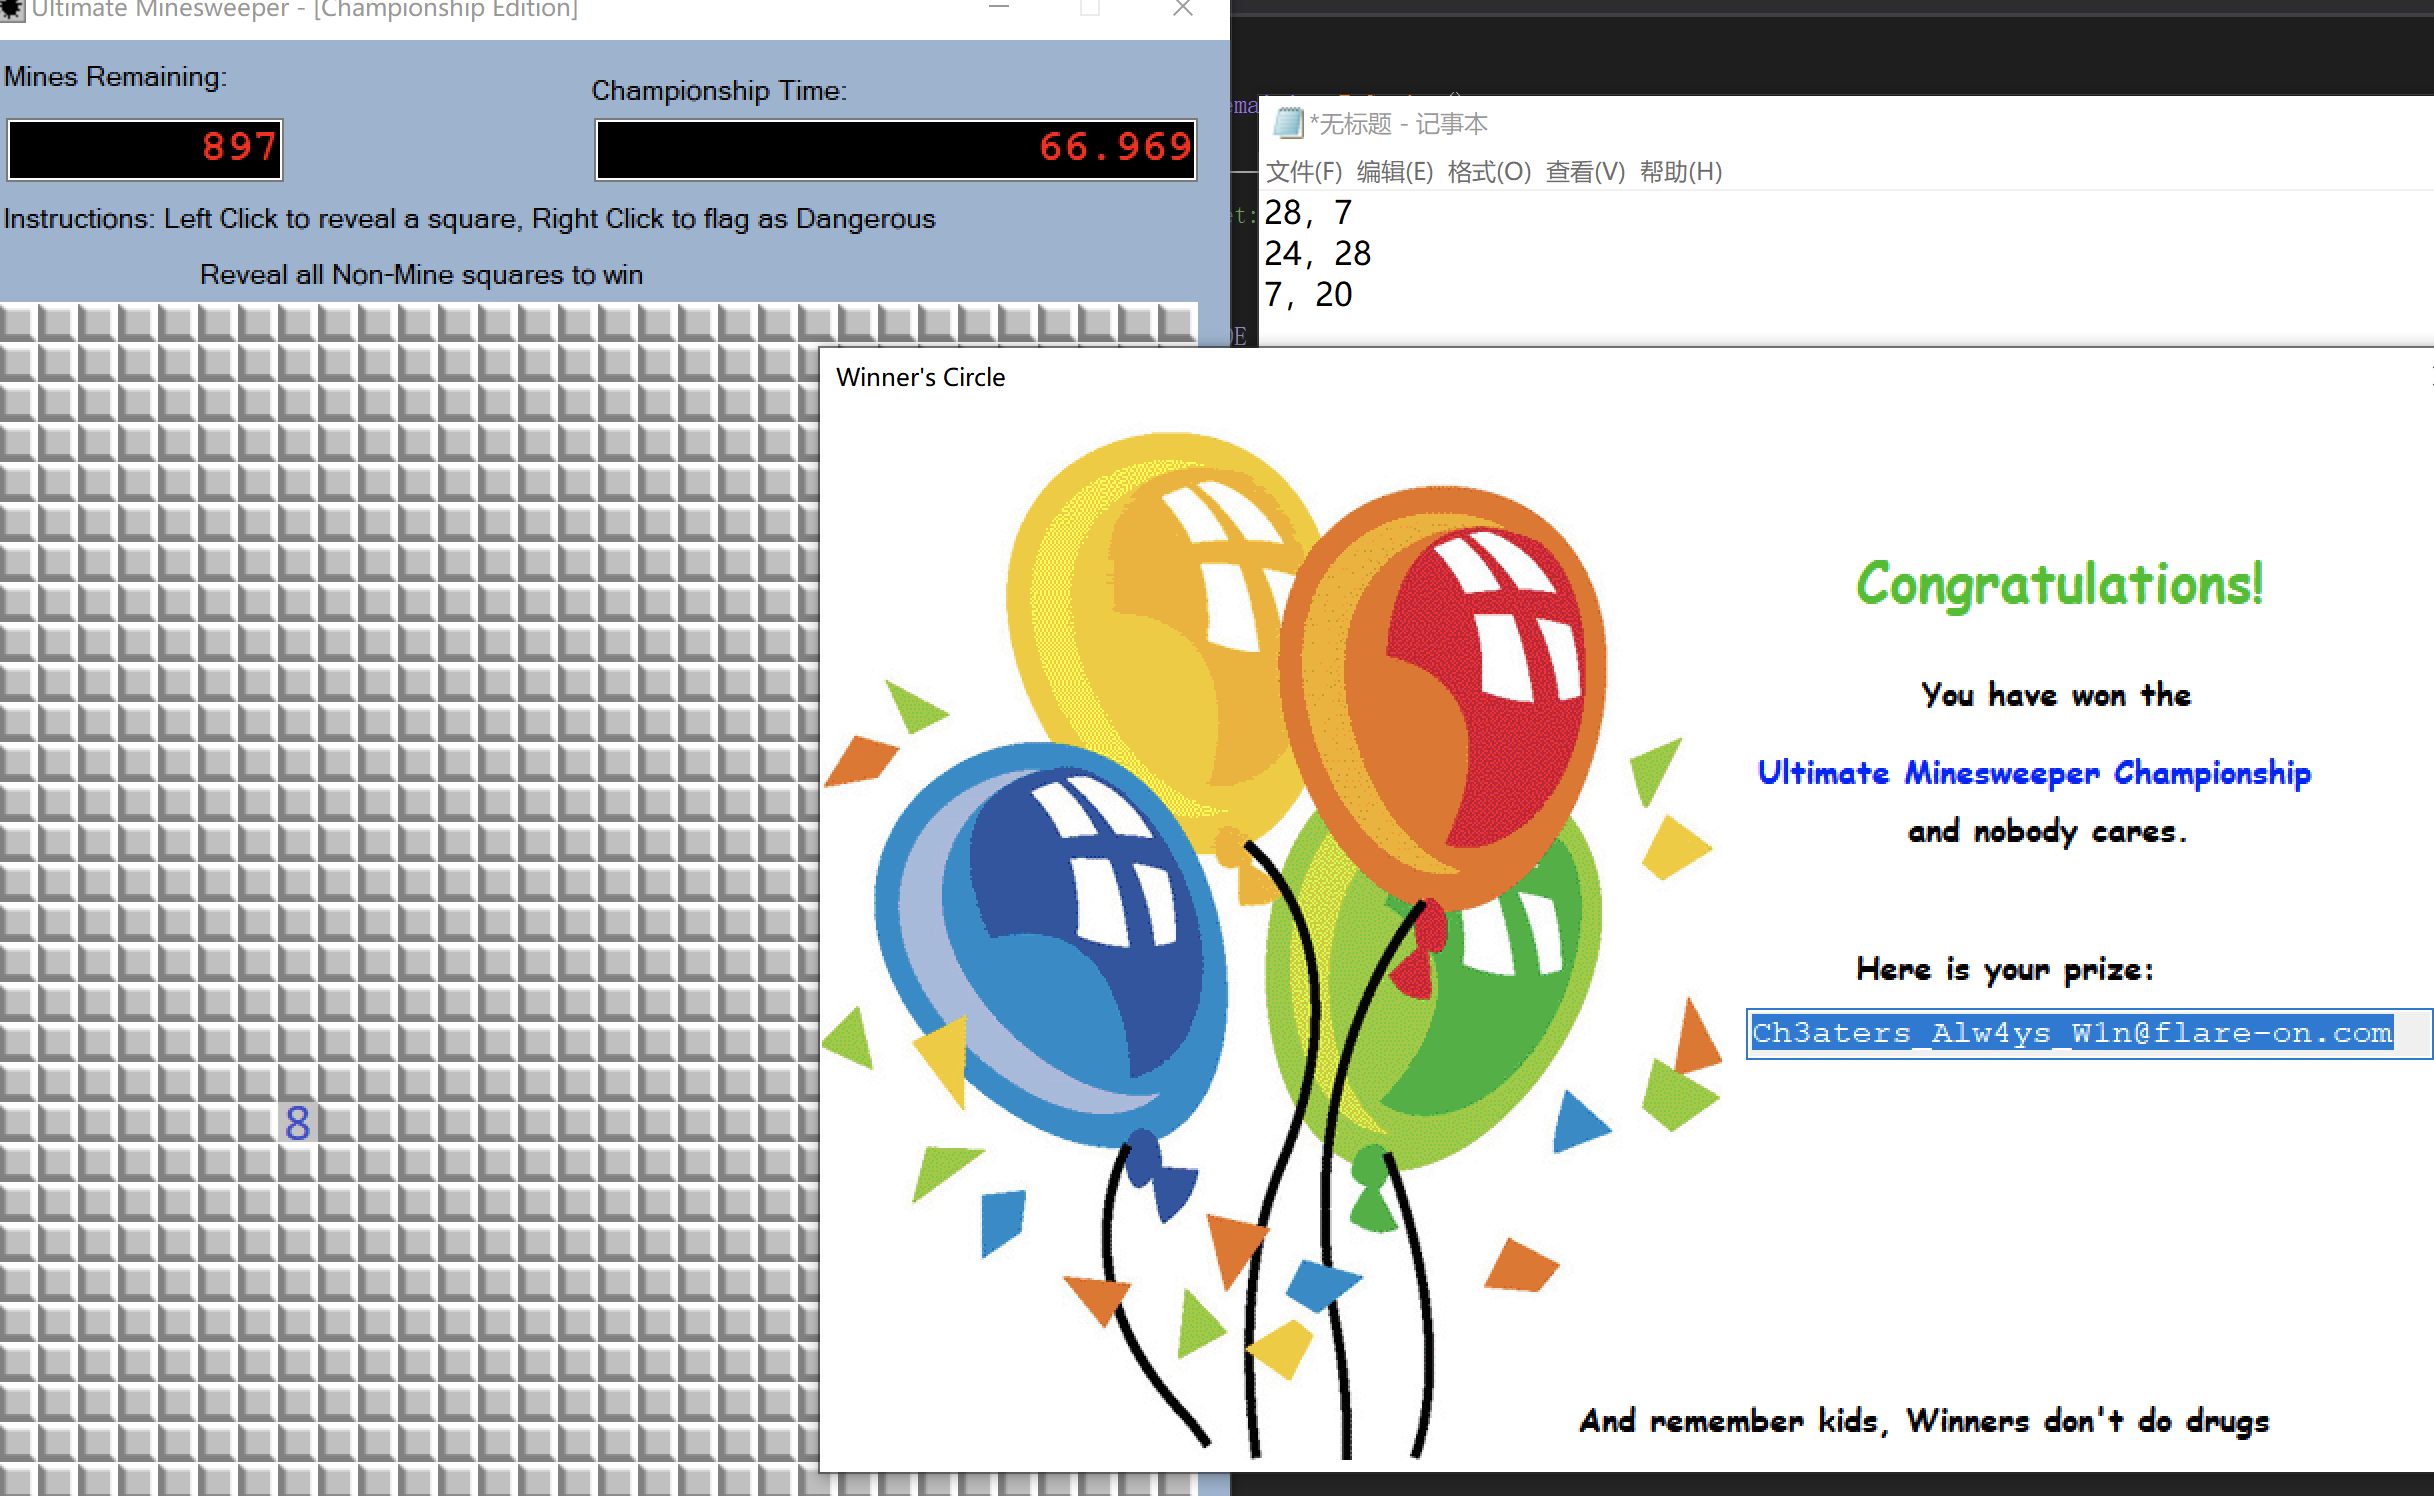 Ultimate Minesweeper - [Championship Edition]
Mines Remaining:
Championship Time:
897
66.969
Instructions: Left Click to reveal a square, Right Click to flag as Dangerous
Reveal all Non-Mine squares to win
8
*无标题 - 记事本
文件(F) 编辑(E) 格式(O) 查看(V) 帮助(H)
28, 7
24, 28
7, 20
Winner's Circle
Congratulations!
You have won the
Ultimate Minesweeper Championship
and nobody cares.
Here is your prize:
Ch3aters_Alw4ys_W1n@flare-on.com
And remember kids, Winners don't do drugs